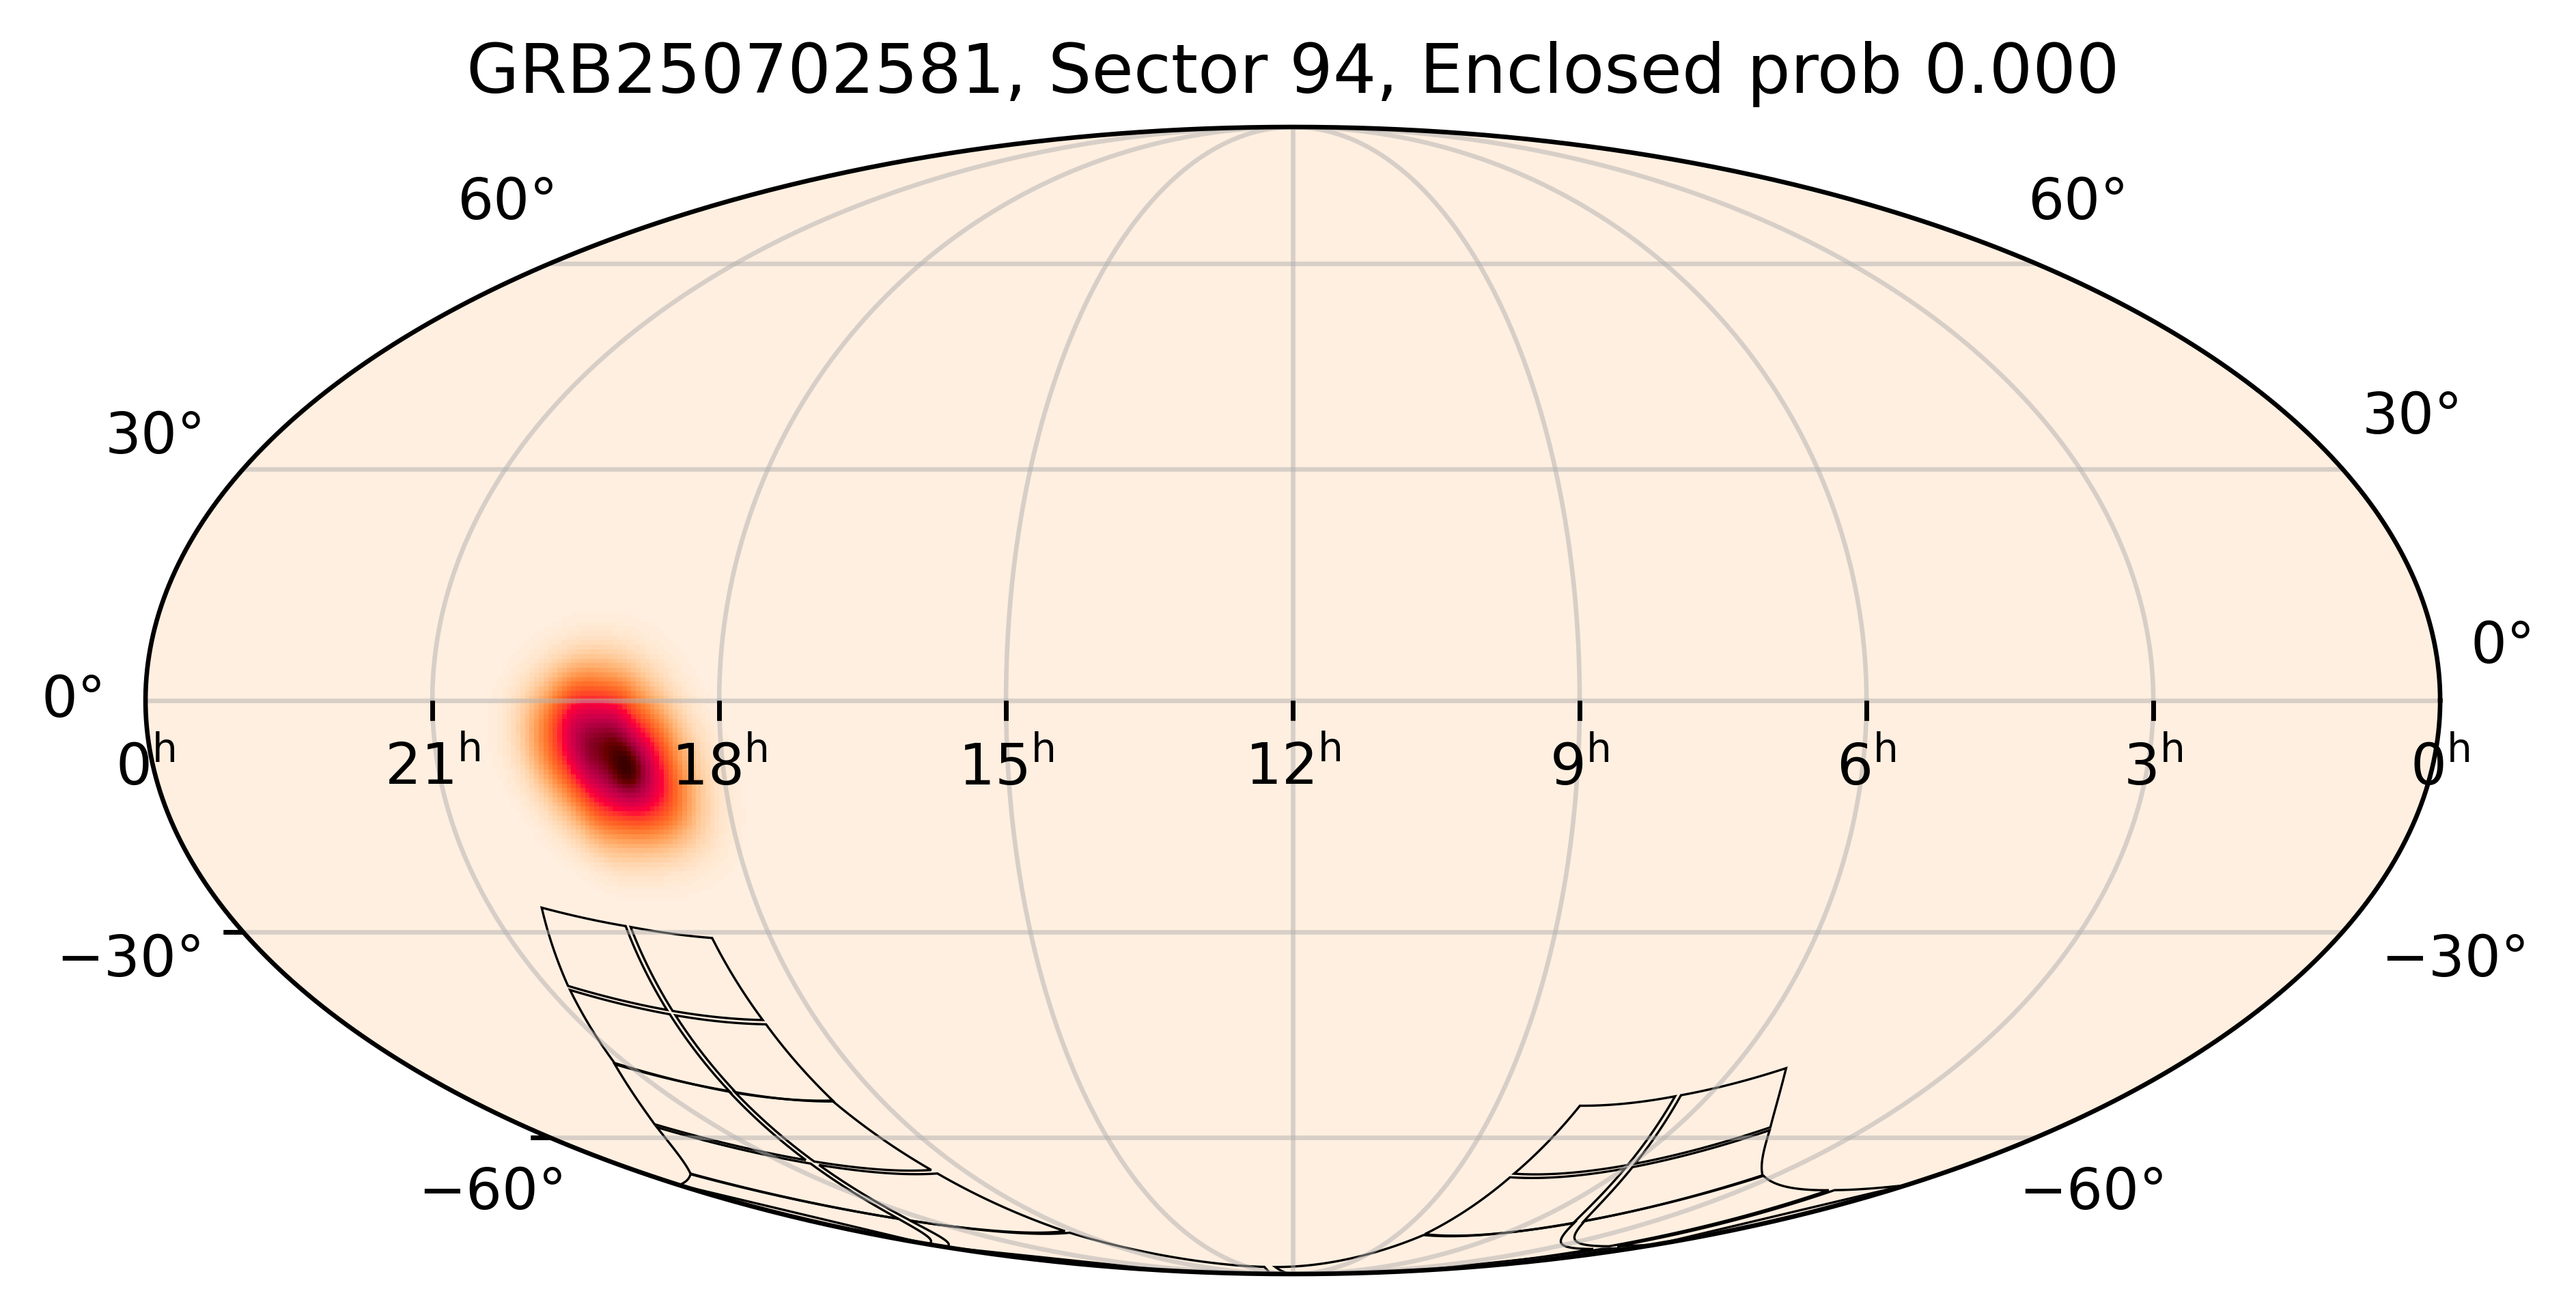 GRB250702581, Sector 94, Enclosed prob 0.000
60° 60°
30° 30°
0° 0°
0ʰ 21ʰ 18ʰ 15ʰ 12ʰ 9ʰ 6ʰ 3ʰ 0ʰ
−30° −30°
−60° −60°